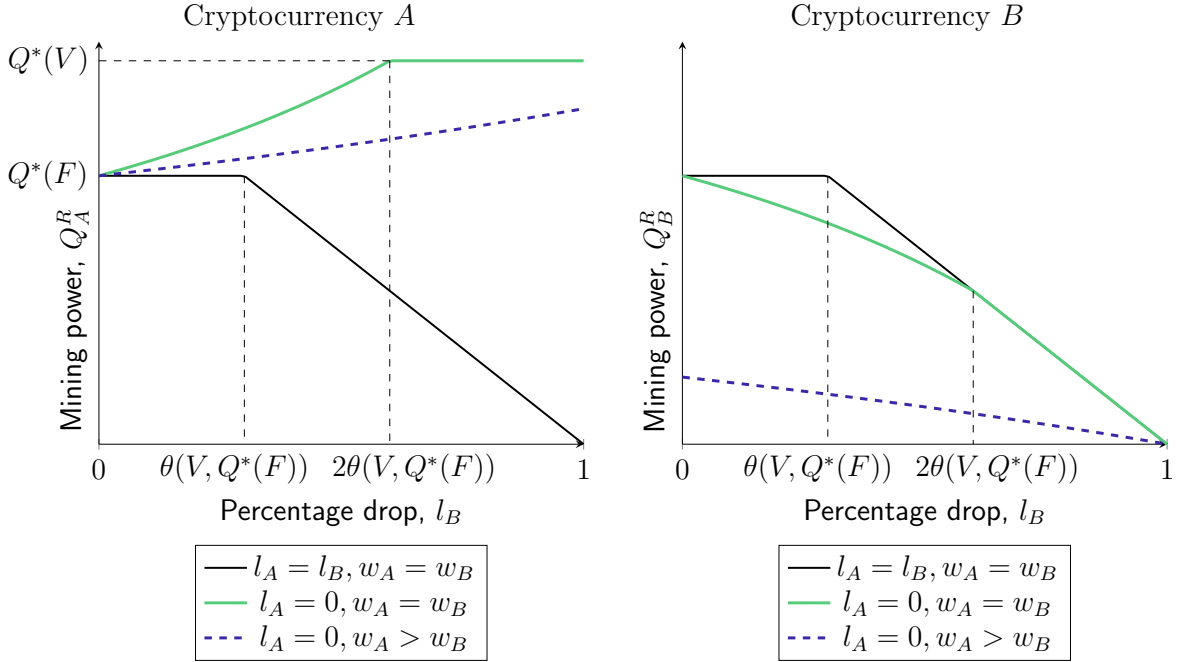 Cryptocurrency A
Q*(V)
Q*(F)
Mining power, Q_A^R
0
θ(V, Q*(F))
2θ(V, Q*(F))
1
Percentage drop, l_B
l_A = l_B, w_A = w_B
l_A = 0, w_A = w_B
l_A = 0, w_A > w_B
Cryptocurrency B
Mining power, Q_B^R
0
θ(V, Q*(F))
2θ(V, Q*(F))
1
Percentage drop, l_B
l_A = l_B, w_A = w_B
l_A = 0, w_A = w_B
l_A = 0, w_A > w_B